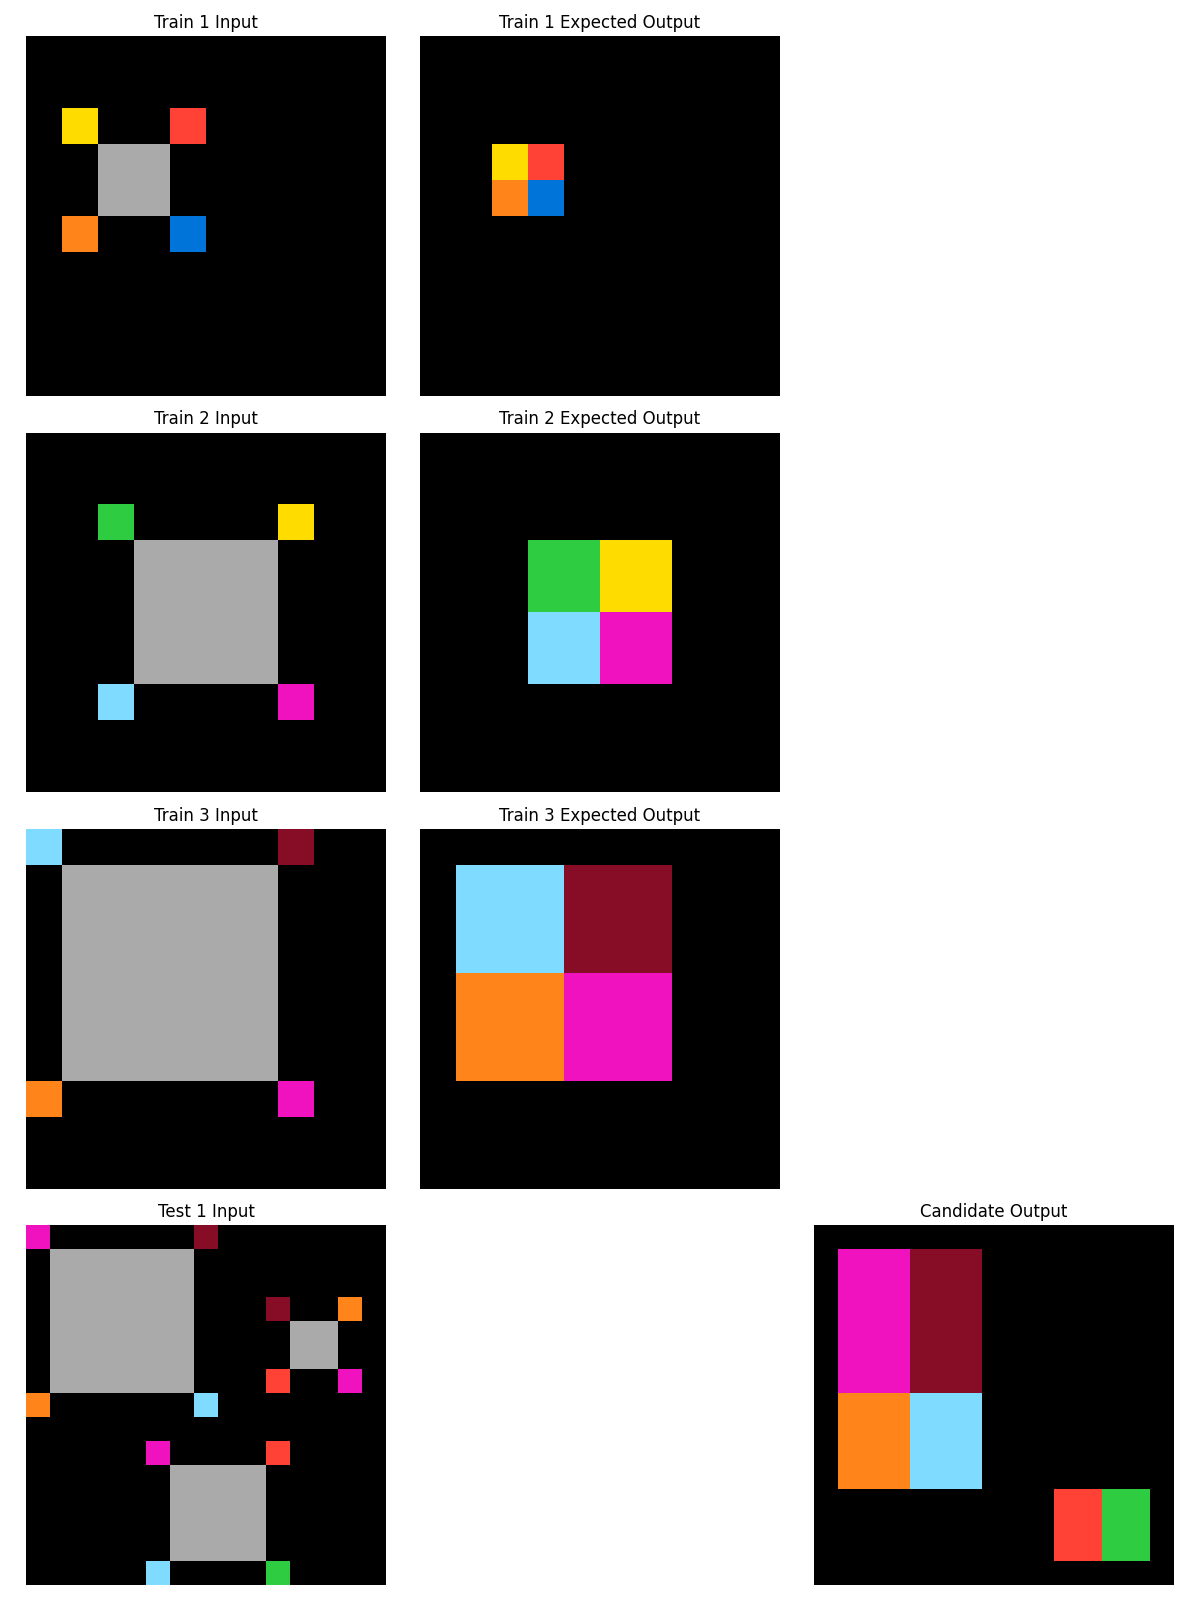 Train 1 Input
Train 1 Expected Output
Train 2 Input
Train 2 Expected Output
Train 3 Input
Train 3 Expected Output
Test 1 Input
Candidate Output